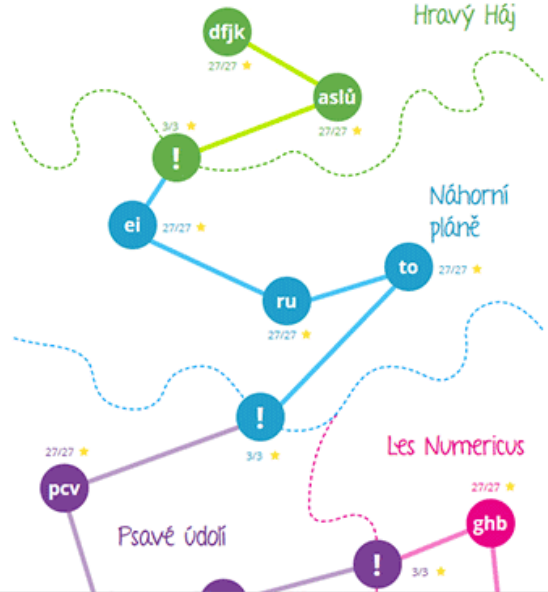 Hravý Háj
dfjk
27/27
aslů
27/27
3/3
!
ei
27/27
Náhorní
pláně
to
27/27
ru
27/27
!
3/3
Les Numericus
27/27
pcv
27/27
ghb
Psavé údolí
!
3/3